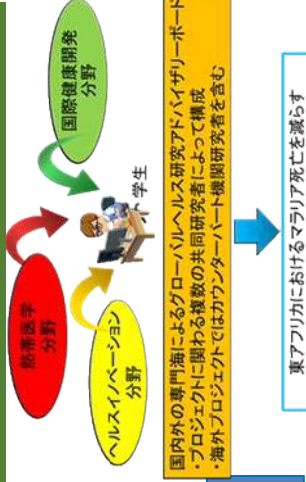 熱帯医学
分野
国際健康開発
分野
ヘルスイノベーション
分野
学生
国内外の専門海によるグローバルヘルス研究アドバイザリーボード
・プロジェクトに関わる複数の共同研究者によって構成
・海外プロジェクトではカウンターパート機関研究者を含む
東アフリカにおけるマラリア死亡を減らす